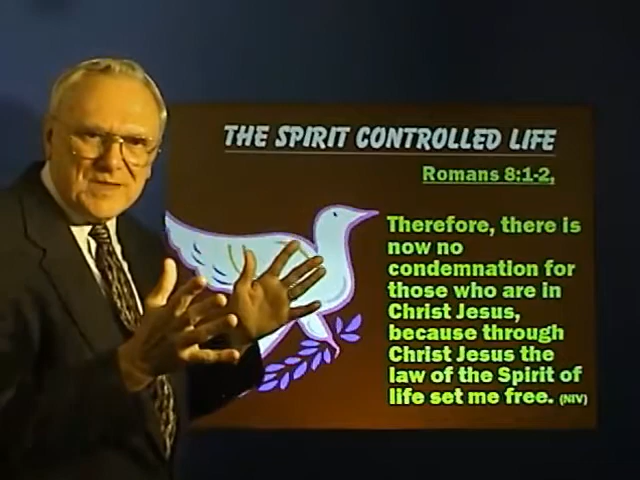 THE SPIRIT CONTROLLED LIFE
Romans 8:1-2,
Therefore, there is
now no
condemnation for
those who are in
Christ Jesus,
because through
Christ Jesus the
law of the Spirit of
life set me free. (NIV)